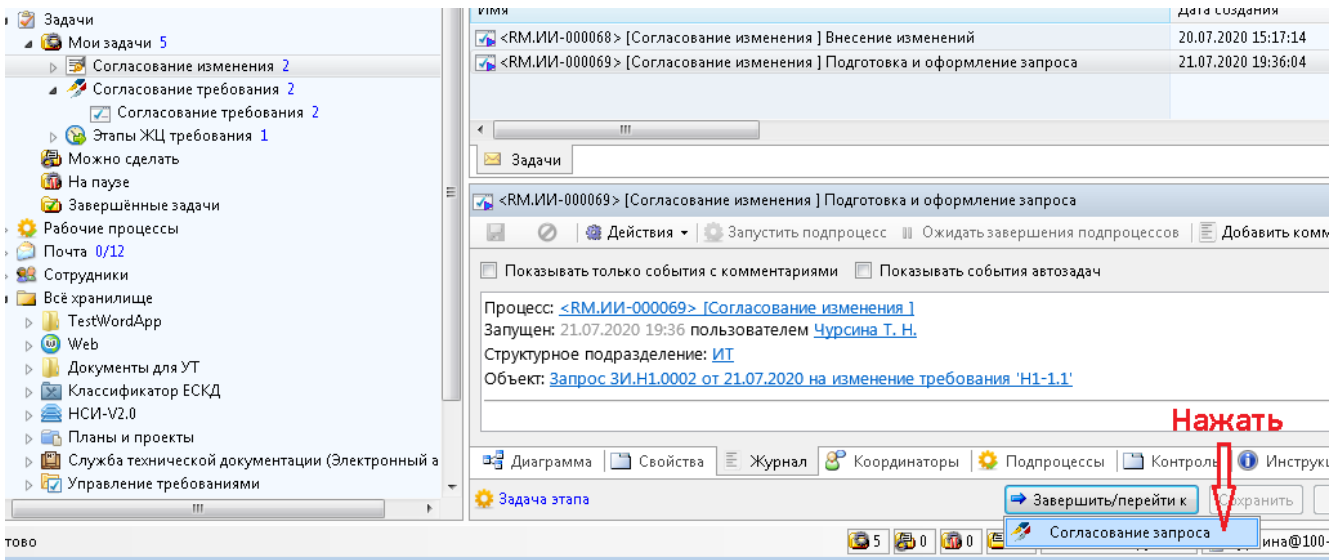 Задачи
Мои задачи 5
Согласование изменения 2
Согласование требования 2
Согласование требования 2
Этапы ЖЦ требования 1
Можно сделать
На паузе
Завершённые задачи
Рабочие процессы
Почта 0/12
Сотрудники
Всё хранилище
TestWordApp
Web
Документы для УТ
Классификатор ЕСКД
НСИ-V2.0
Планы и проекты
Служба технической документации (Электронный а
Управление требованиями
Имя Дата создания
<RM.ИИ-000068> [Согласование изменения ] Внесение изменений 20.07.2020 15:17:14
<RM.ИИ-000069> [Согласование изменения ] Подготовка и оформление запроса 21.07.2020 19:36:04
Задачи
<RM.ИИ-000069> [Согласование изменения ] Подготовка и оформление запроса
Действия Запустить подпроцесс Ожидать завершения подпроцессов Добавить комм
Показывать только события с комментариями Показывать события автозадач
Процесс: <RM.ИИ-000069> [Согласование изменения ]
Запущен: 21.07.2020 19:36 пользователем Чурсина Т. Н.
Структурное подразделение: ИТ
Объект: Запрос ЗИ.Н1.0002 от 21.07.2020 на изменение требования 'Н1-1.1'
Нажать
Диаграмма Свойства Журнал Координаторы Подпроцессы Контроль Инструкц
Задача этапа Завершить/перейти к Сохранить
Согласование запроса
тово 5 0 0 ина@100-